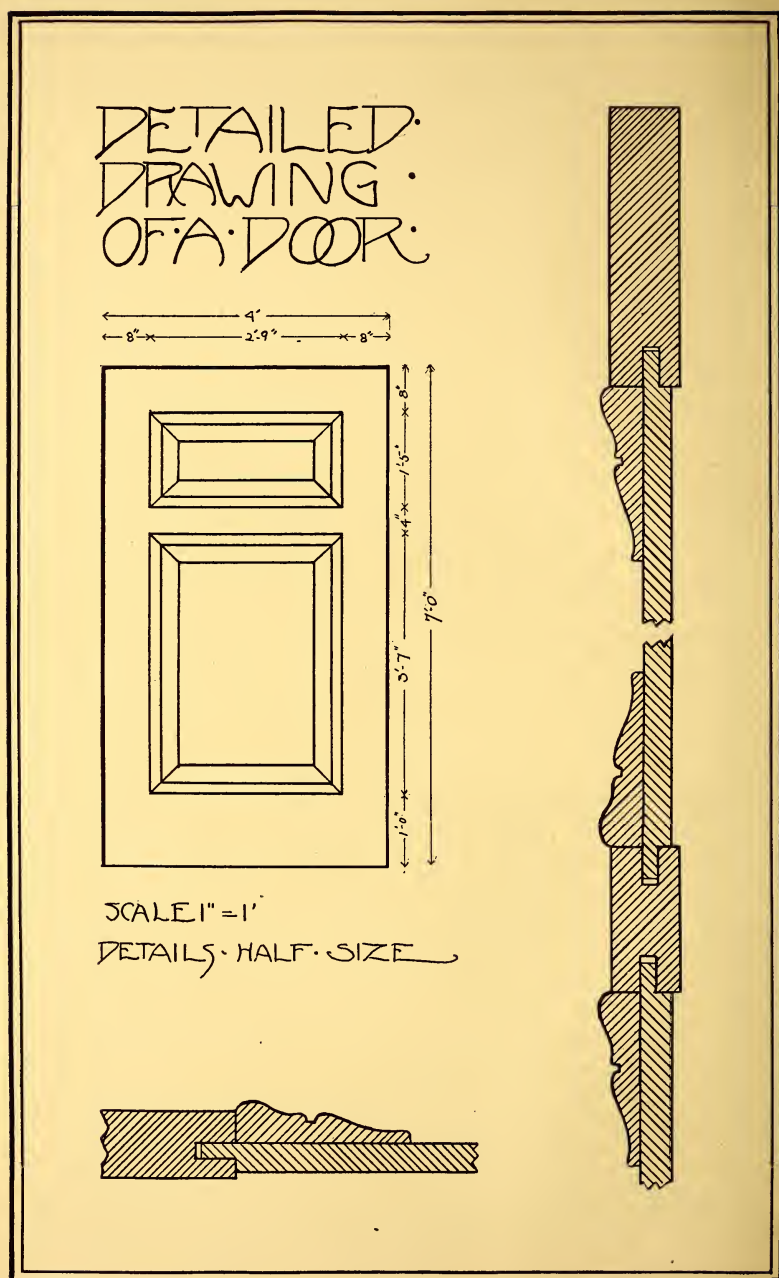 DETAILED·
DRAWING ·
OF·A·DOOR·
4'
8" 2'-9" 8"
8"
1'-5"
4"
3'-7"
1'-0"
7'-0"
SCALE 1" = 1'
DETAILS · HALF · SIZE